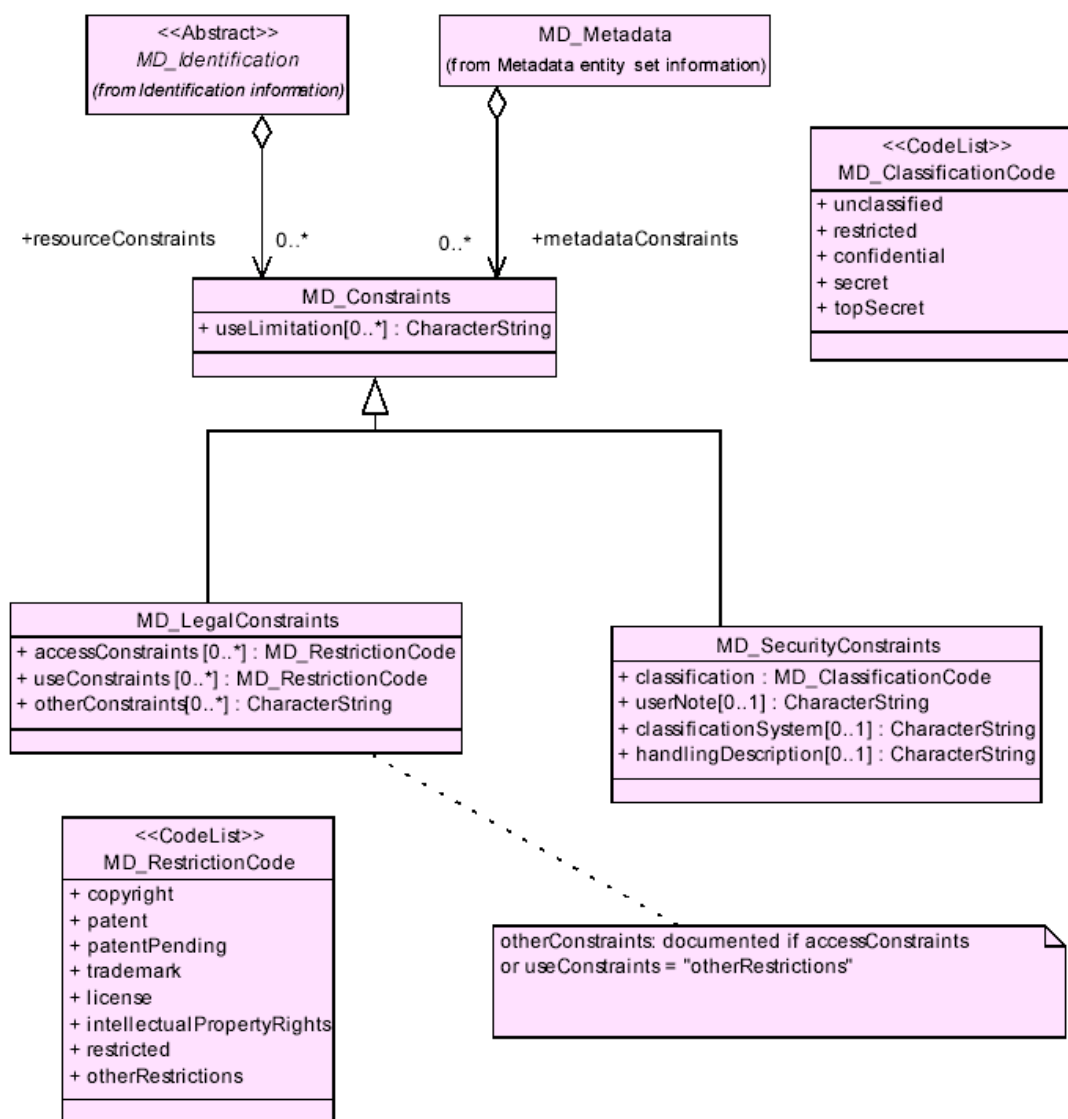 <<Abstract>>
MD_Identification
(from Identification information)
MD_Metadata
(from Metadata entity set information)
<<CodeList>>
MD_ClassificationCode
+ unclassified
+ restricted
+ confidential
+ secret
+ topSecret
+resourceConstraints
0..*
0..*
+metadataConstraints
MD_Constraints
+ useLimitation[0..*] : CharacterString
MD_LegalConstraints
+ accessConstraints[0..*] : MD_RestrictionCode
+ useConstraints[0..*] : MD_RestrictionCode
+ otherConstraints[0..*] : CharacterString
MD_SecurityConstraints
+ classification : MD_ClassificationCode
+ userNote[0..1] : CharacterString
+ classificationSystem[0..1] : CharacterString
+ handlingDescription[0..1] : CharacterString
<<CodeList>>
MD_RestrictionCode
+ copyright
+ patent
+ patentPending
+ trademark
+ license
+ intellectualPropertyRights
+ restricted
+ otherRestrictions
otherConstraints: documented if accessConstraints
or useConstraints = "otherRestrictions"